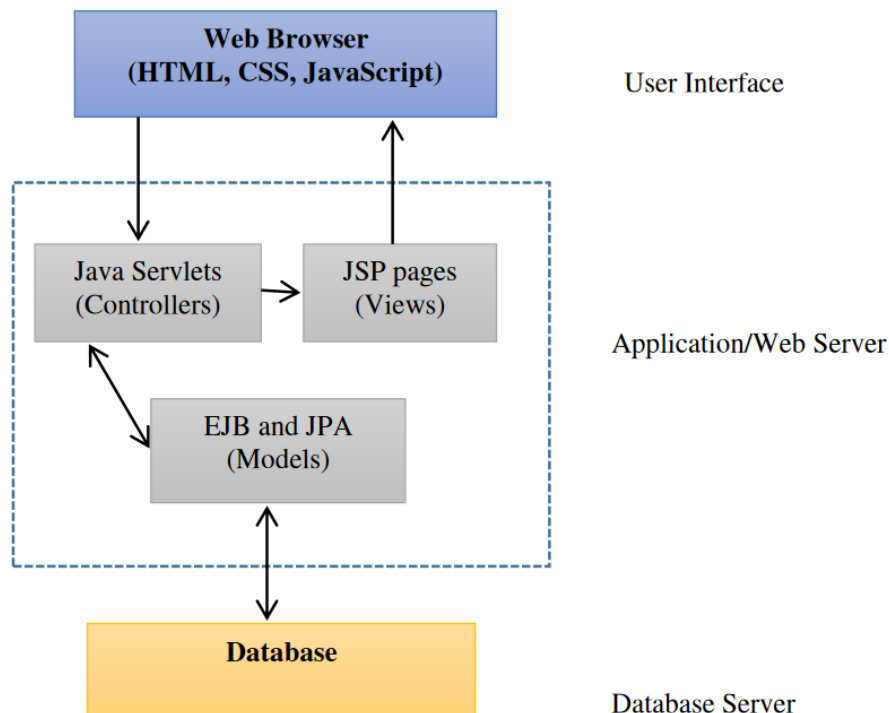 Web Browser
(HTML, CSS, JavaScript)
User Interface
Java Servlets
(Controllers)
JSP pages
(Views)
Application/Web Server
EJB and JPA
(Models)
Database
Database Server